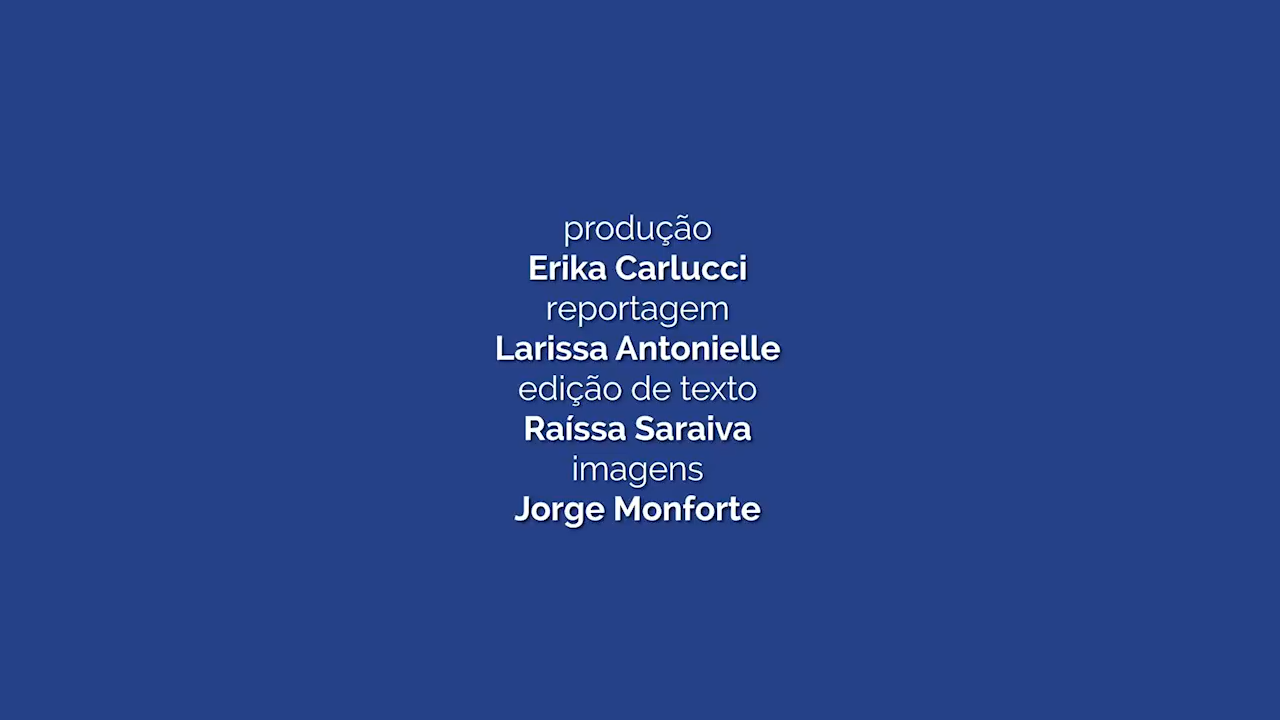 produção
Erika Carlucci
reportagem
Larissa Antonielle
edição de texto
Raíssa Saraiva
imagens
Jorge Monforte